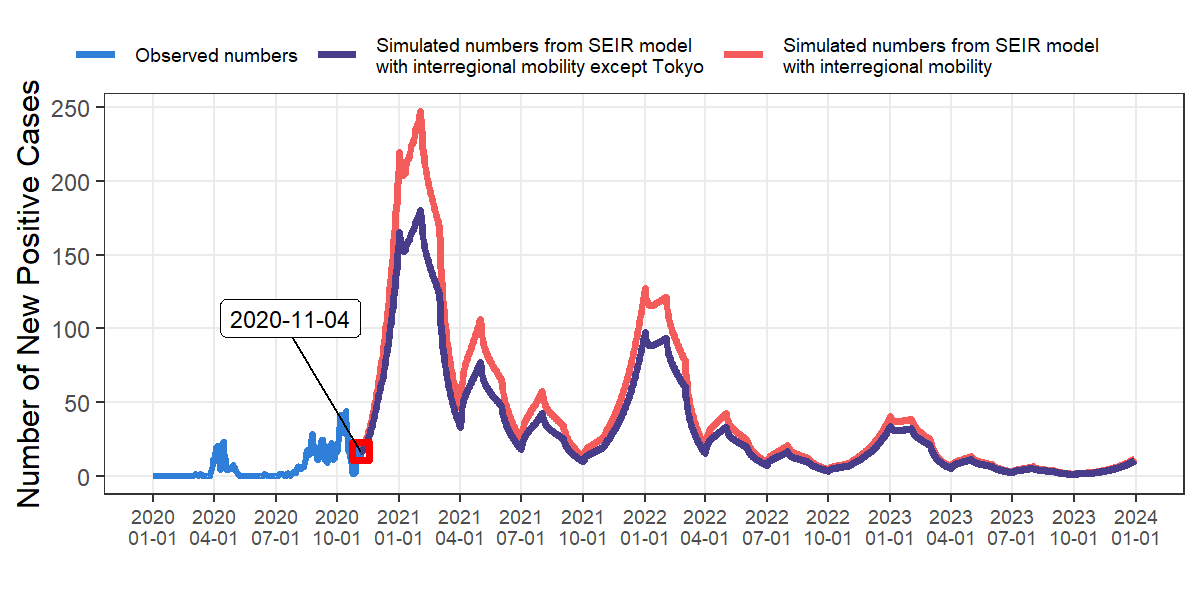 Observed numbers
Simulated numbers from SEIR model
with interregional mobility except Tokyo
Simulated numbers from SEIR model
with interregional mobility
Number of New Positive Cases
250
200
150
100
50
0
2020-11-04
2020 2020 2020 2020 2021 2021 2021 2021 2022 2022 2022 2022 2023 2023 2023 2023 2024
01-01 04-01 07-01 10-01 01-01 04-01 07-01 10-01 01-01 04-01 07-01 10-01 01-01 04-01 07-01 10-01 01-01